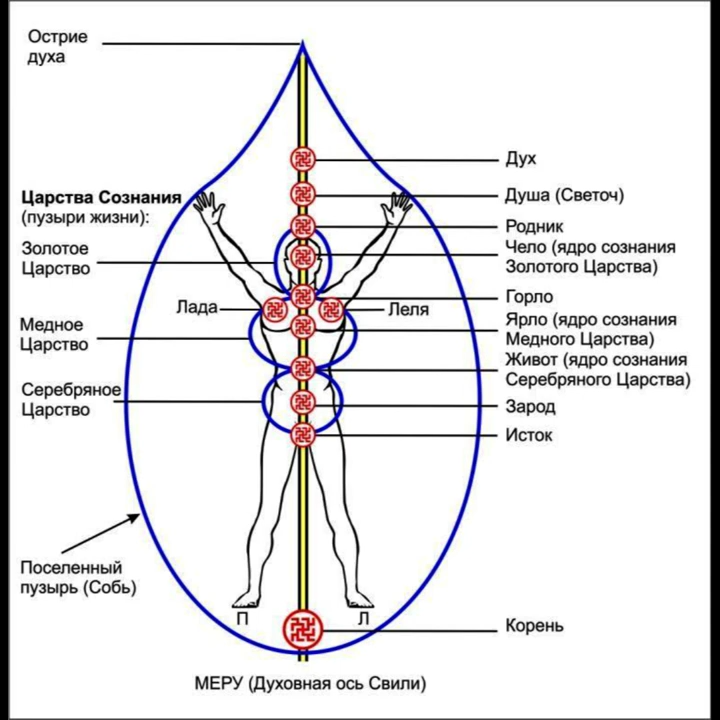 Острие
духа
Дух
Душа (Светоч)
Царства Сознания
(пузыри жизни):
Родник
Золотое
Царство
Чело (ядро сознания
Золотого Царства)
Горло
Лада
Леля
Медное
Царство
Ярло (ядро сознания
Медного Царства)
Живот (ядро сознания
Серебряного Царства)
Серебряное
Царство
Зарод
Исток
Поселенный
пузырь (Собь)
П
Л
Корень
МЕРУ (Духовная ось Свили)